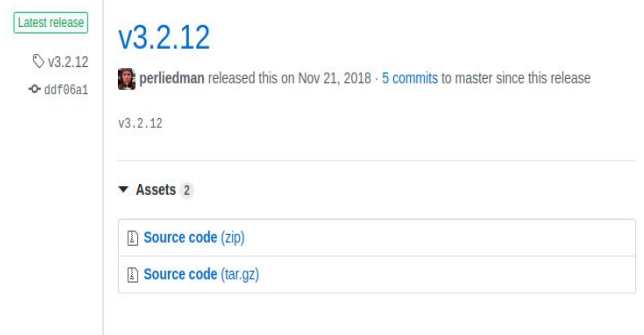 Latest release
v3.2.12
ddf06a1
v3.2.12
perliedman released this on Nov 21, 2018 · 5 commits to master since this release
v3.2.12
Assets 2
Source code (zip)
Source code (tar.gz)